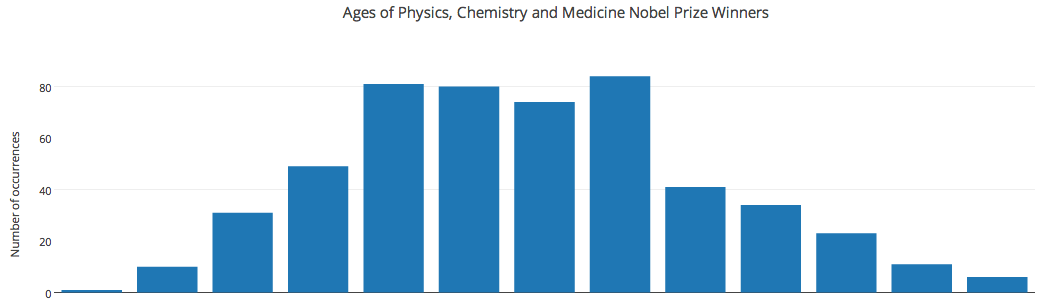 Ages of Physics, Chemistry and Medicine Nobel Prize Winners
Number of occurrences
80
60
40
20
0